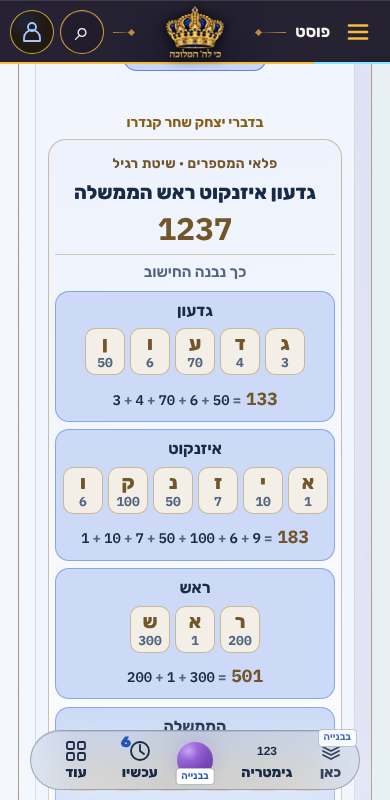 פוסט
כי לה' המלוכה
בדברי יצחק שחר קנדרו
פלאי המספרים • שיטת רגיל
גדעון איזנקוט ראש הממשלה
1237
כך נבנה החישוב
גדעון
ג ד ע ו ן
3 4 70 6 50
3 + 4 + 70 + 6 + 50 = 133
איזנקוט
א י ז נ ק ו
1 10 7 50 100 6
1 + 10 + 7 + 50 + 100 + 6 + 9 = 183
ראש
ר א ש
200 1 300
200 + 1 + 300 = 501
הממשלה
בבנייה
כאן
123
גימטריה
בבנייה
6
עכשיו
עוד